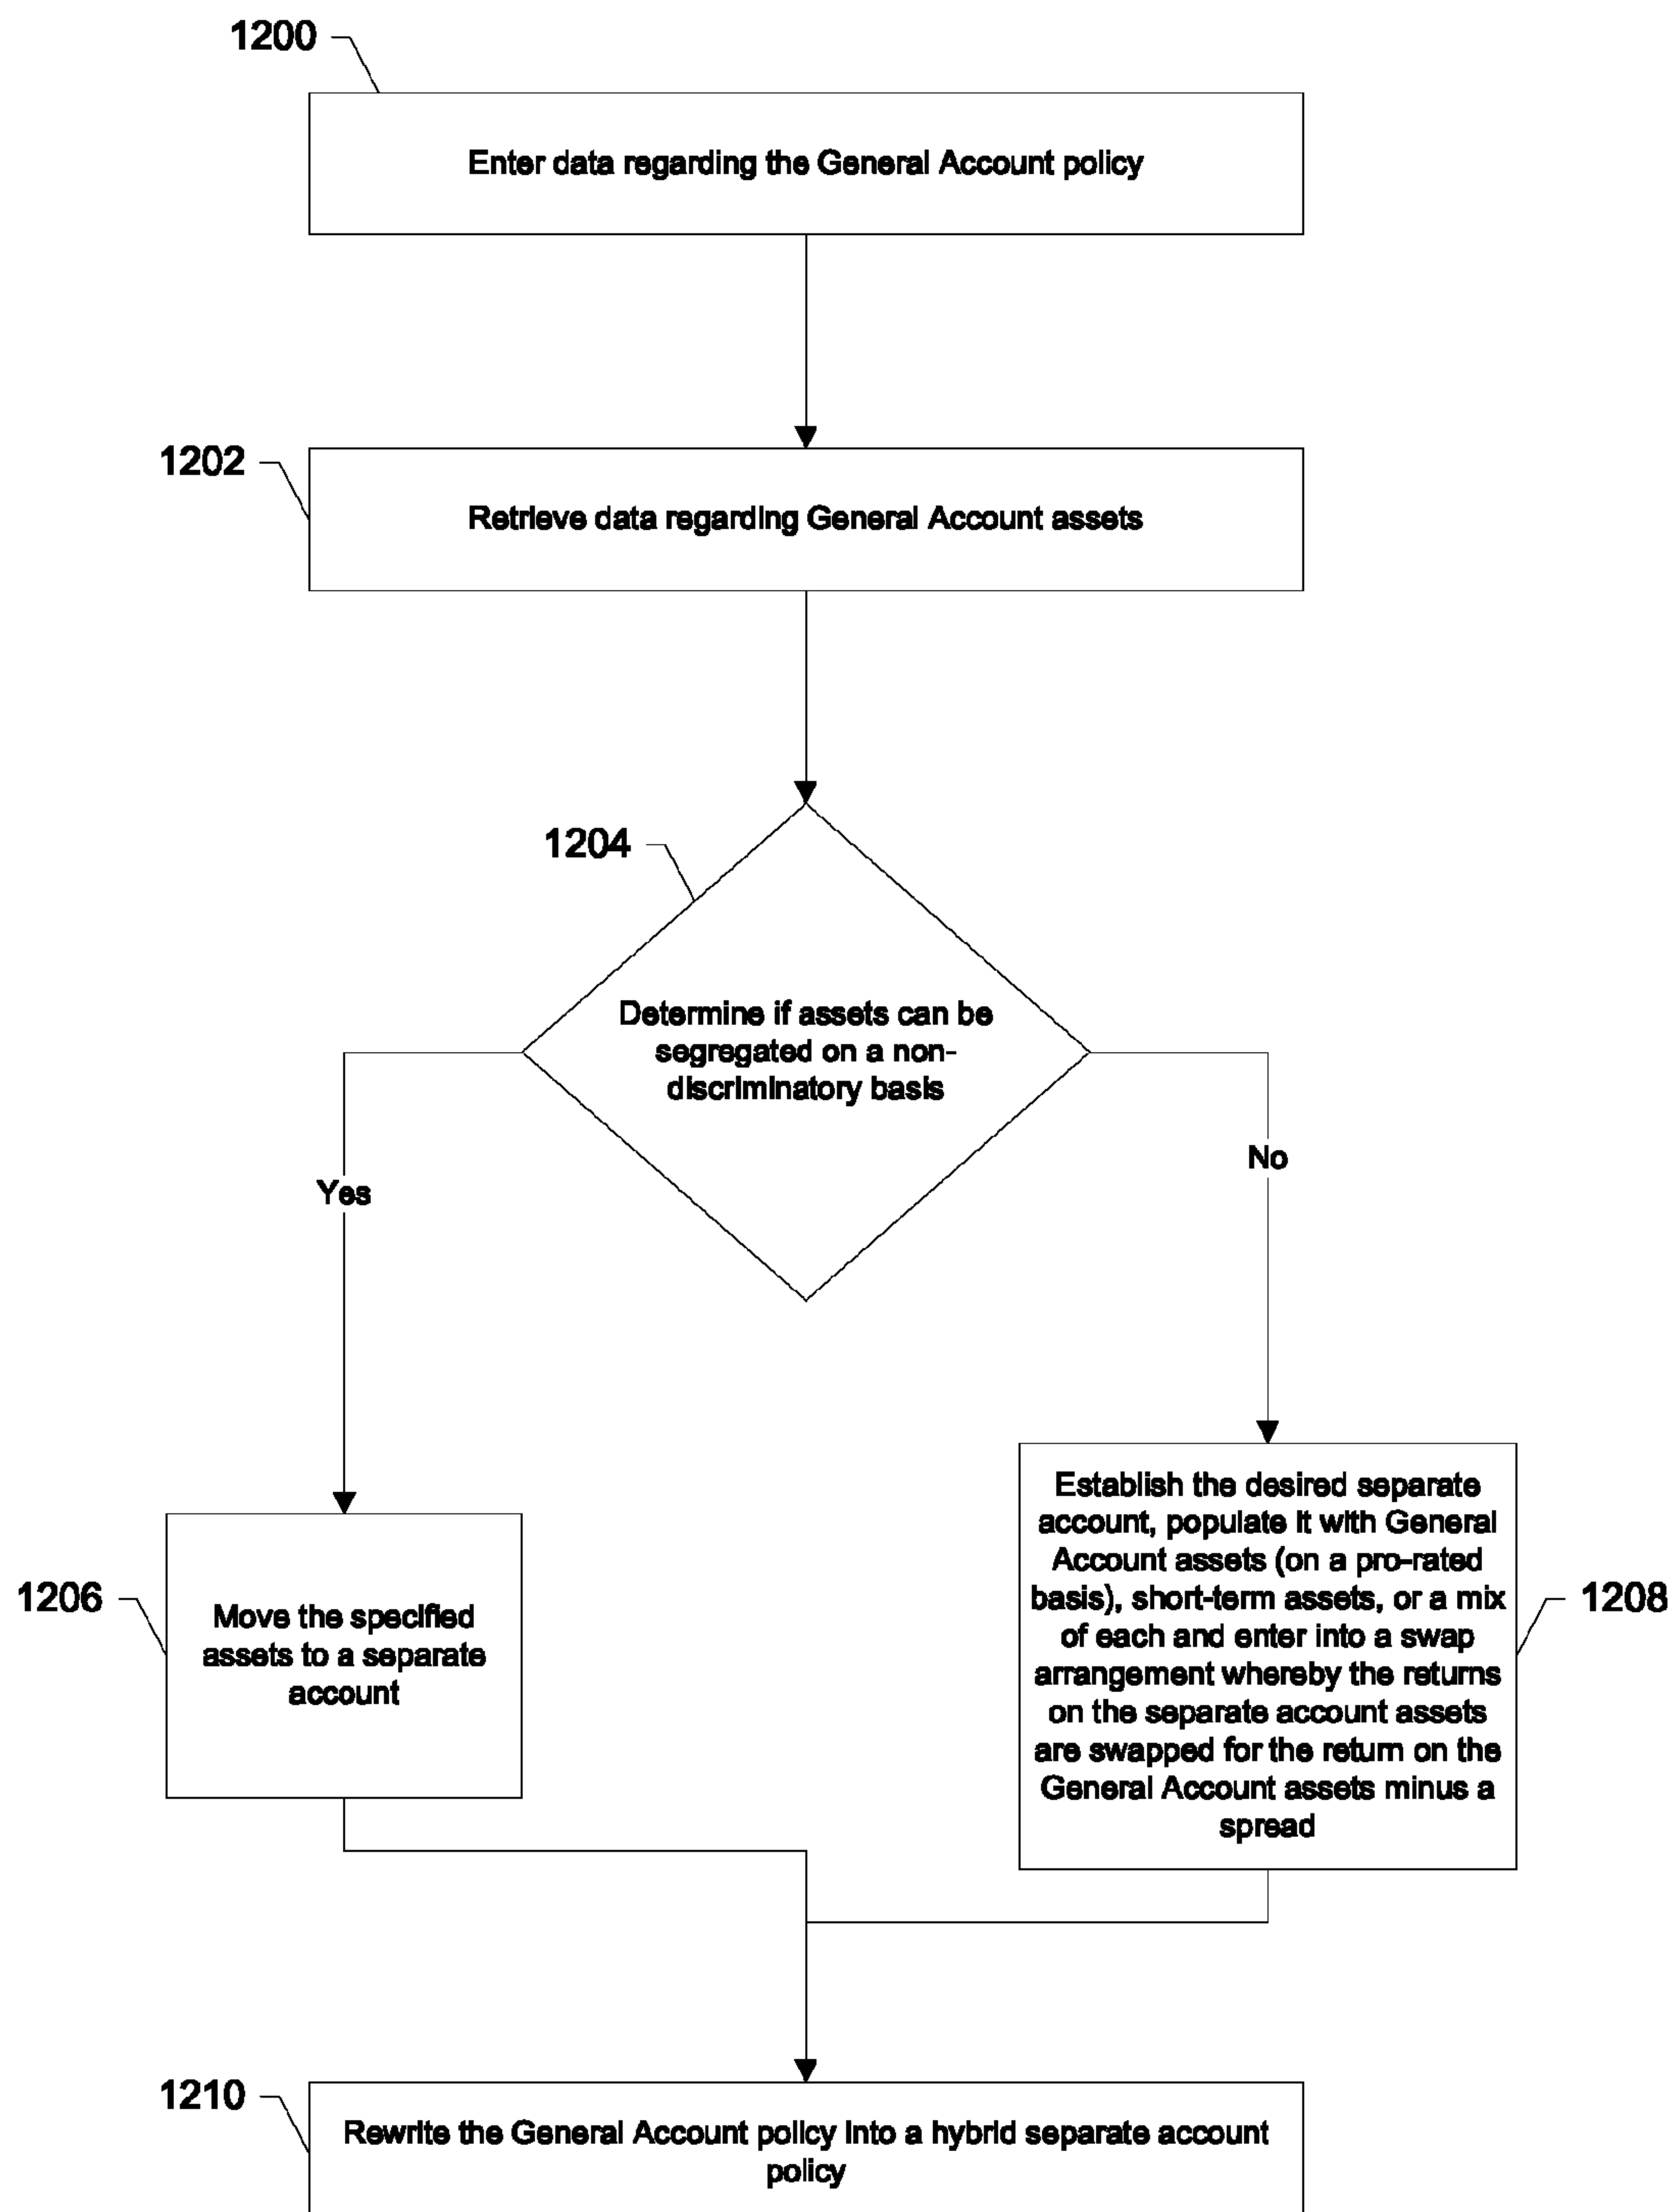 1200
Enter data regarding the General Account policy
1202
Retrieve data regarding General Account assets
1204
Determine if assets can be
segregated on a non-
discriminatory basis
Yes
No
1206
Move the specified
assets to a separate
account
Establish the desired separate
account, populate it with General
Account assets (on a pro-rated
basis), short-term assets, or a mix
of each and enter into a swap
arrangement whereby the returns
on the separate account assets
are swapped for the return on the
General Account assets minus a
spread
1208
1210
Rewrite the General Account policy into a hybrid separate account
policy